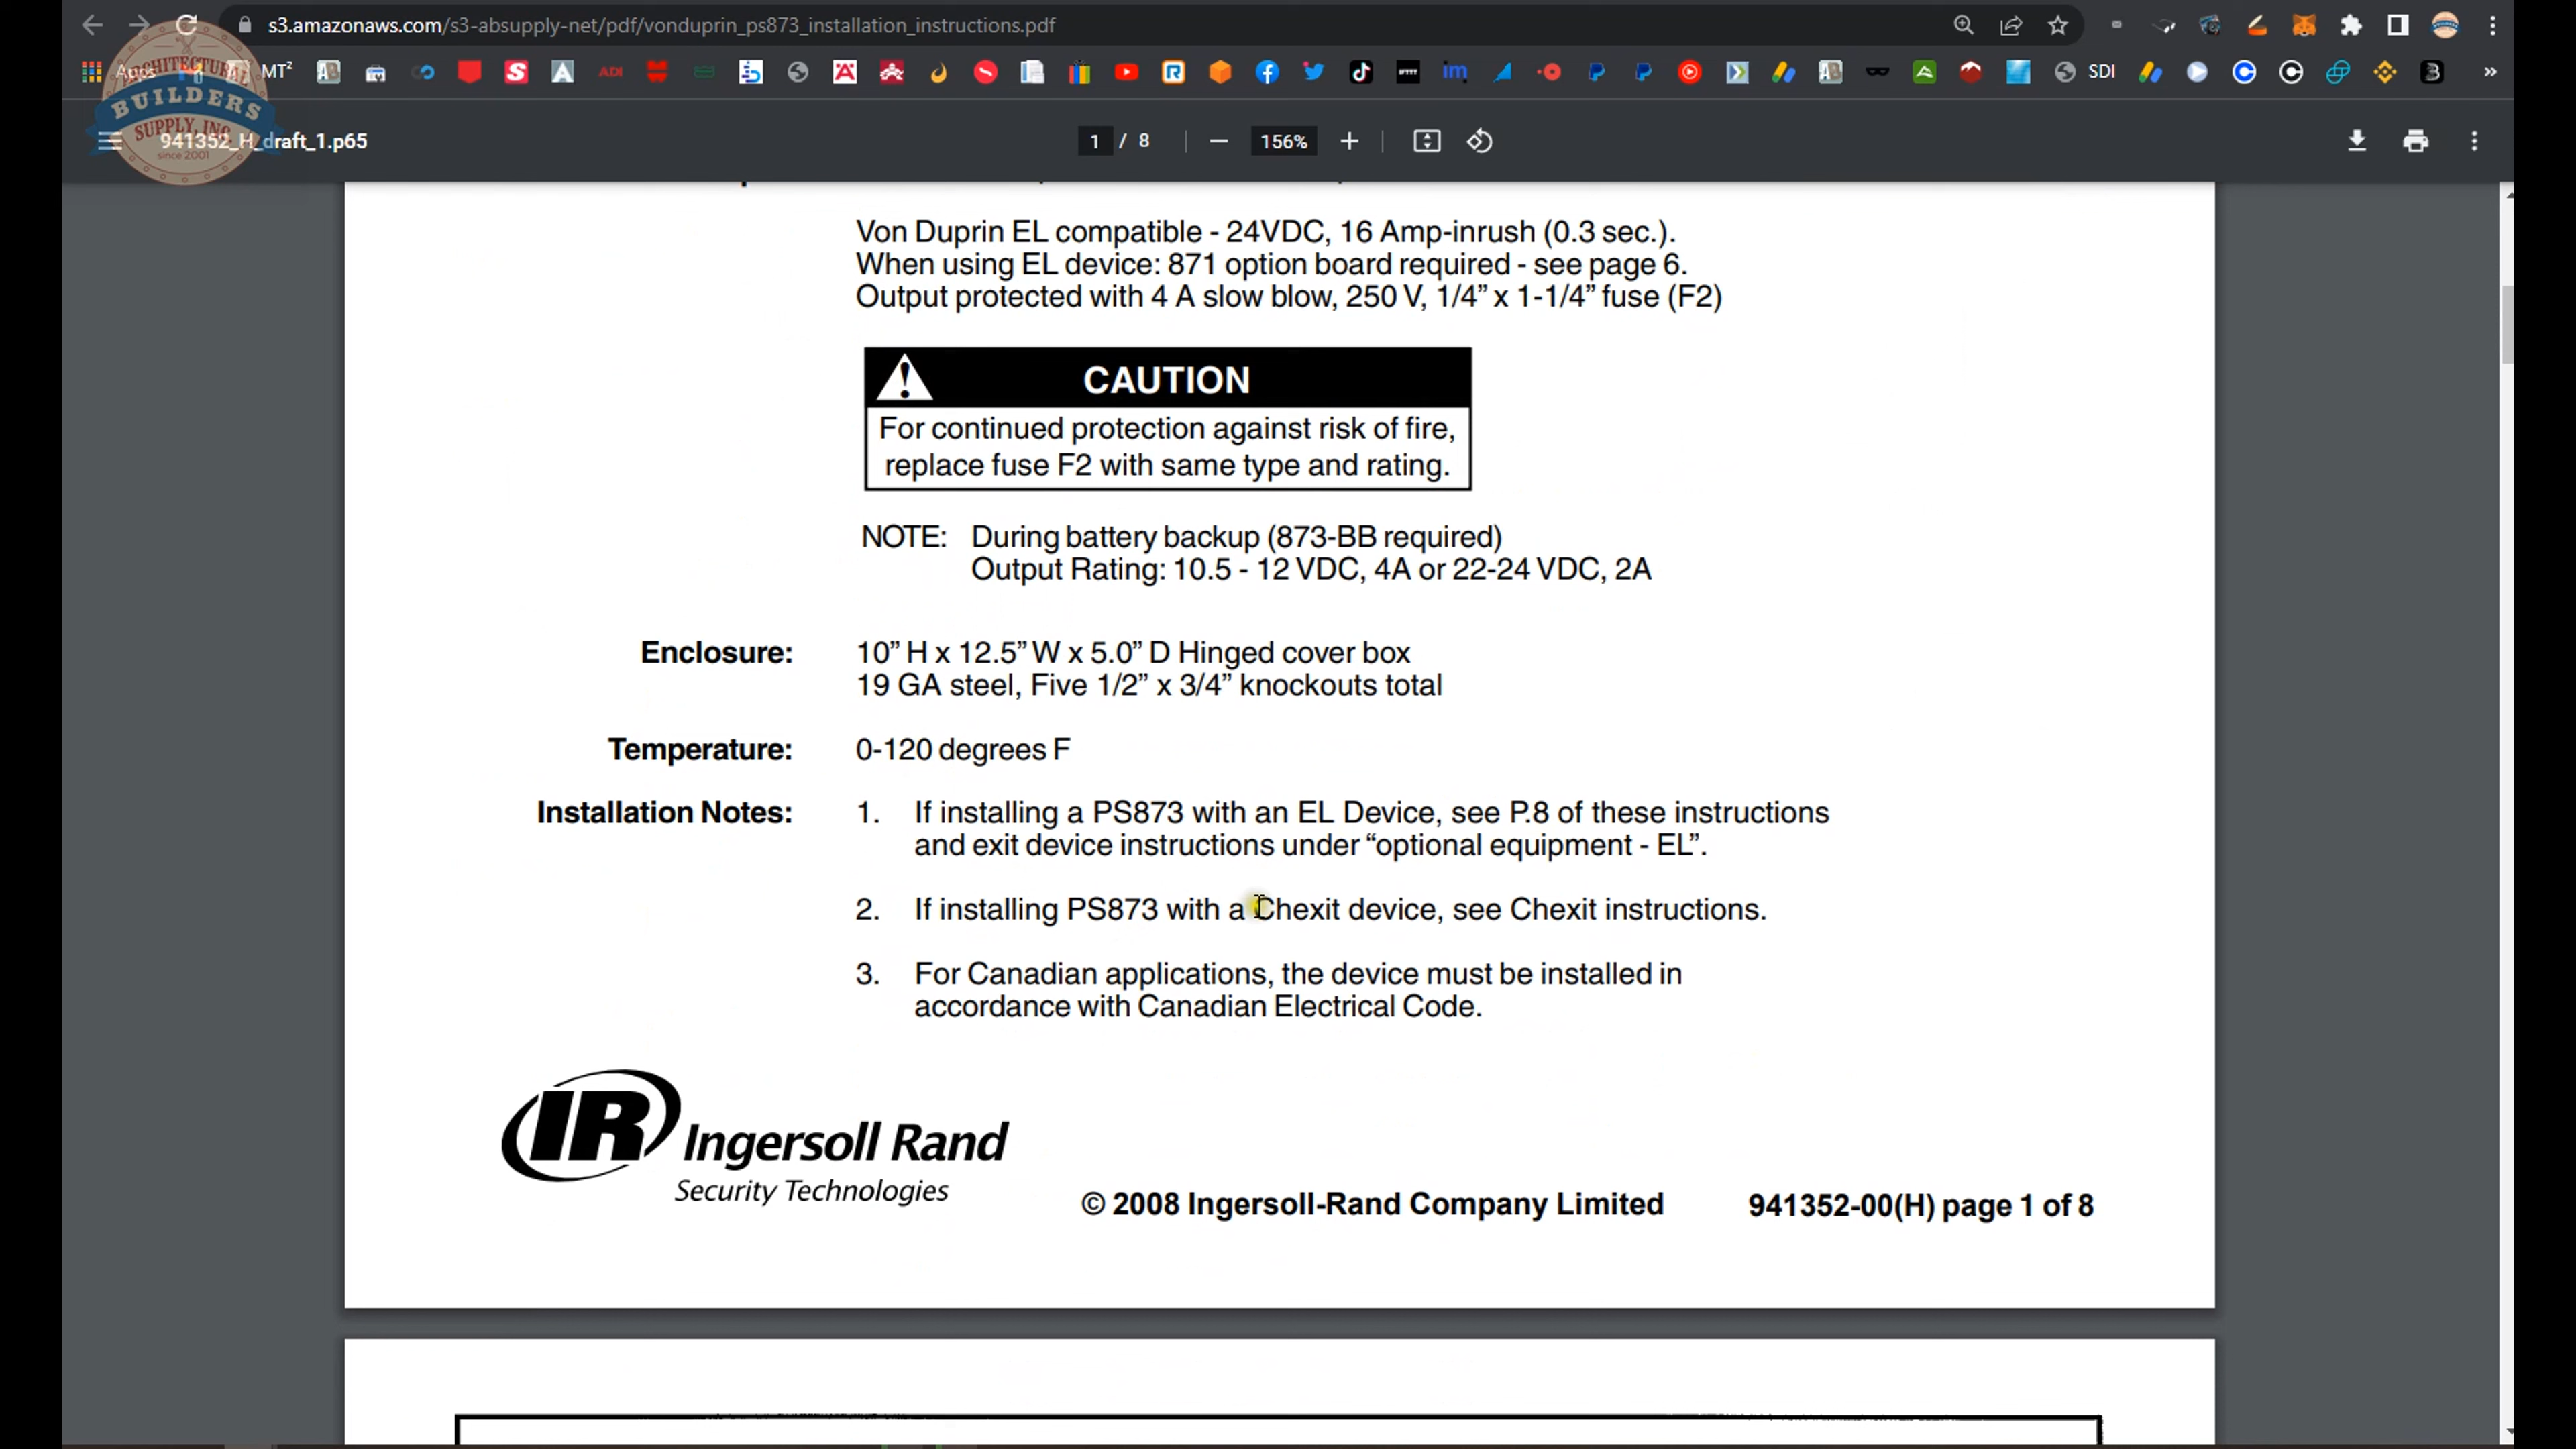 s3.amazonaws.com/s3-absupply-net/pdf/vonduprin_ps873_installation_instructions.pdf
Apps MT² ADI SDI »
ARCHITECTURAL
BUILDERS
SUPPLY, INC.
since 2001
941352_H_draft_1.p65 1 / 8 156%
Von Duprin EL compatible - 24VDC, 16 Amp-inrush (0.3 sec.).
When using EL device: 871 option board required - see page 6.
Output protected with 4 A slow blow, 250 V, 1/4” x 1-1/4” fuse (F2)
CAUTION
For continued protection against risk of fire,
replace fuse F2 with same type and rating.
NOTE: During battery backup (873-BB required)
Output Rating: 10.5 - 12 VDC, 4A or 22-24 VDC, 2A
Enclosure: 10” H x 12.5” W x 5.0” D Hinged cover box
19 GA steel, Five 1/2” x 3/4” knockouts total
Temperature: 0-120 degrees F
Installation Notes: 1. If installing a PS873 with an EL Device, see P.8 of these instructions
and exit device instructions under “optional equipment - EL”.
2. If installing PS873 with a Chexit device, see Chexit instructions.
3. For Canadian applications, the device must be installed in
accordance with Canadian Electrical Code.
IR Ingersoll Rand
Security Technologies
© 2008 Ingersoll-Rand Company Limited 941352-00(H) page 1 of 8